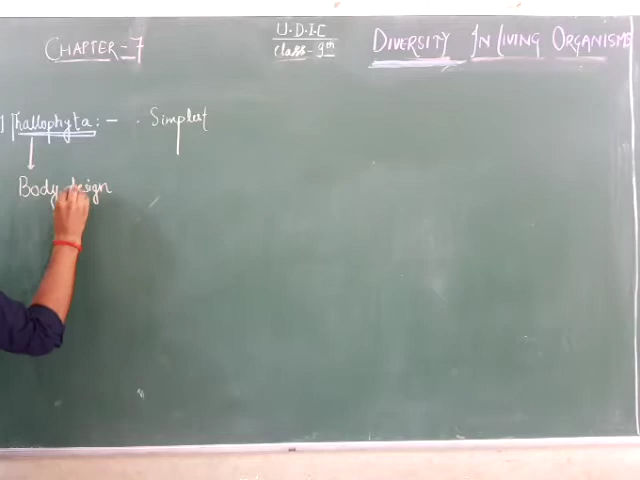 U.D.I.C
CHAPTER-7
Class-9th
DIVERSITY IN LIVING ORGANISMS
Thallophyta:- . Simplest
Body design